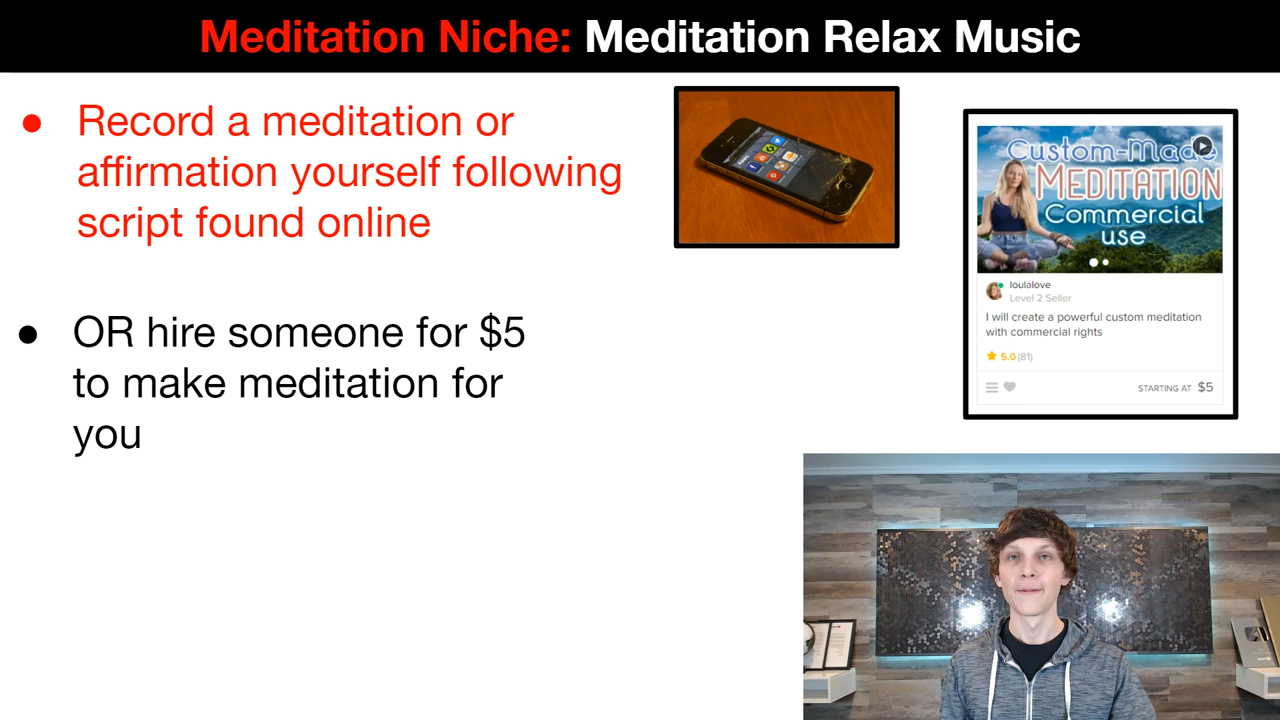 Meditation Niche: Meditation Relax Music
● Record a meditation or
affirmation yourself following
script found online
● OR hire someone for $5
to make meditation for
you
Custom-Made
MEDITATION
Commercial
use
loulalove
Level 2 Seller
I will create a powerful custom meditation
with commercial rights
5.0 (81)
STARTING AT $5